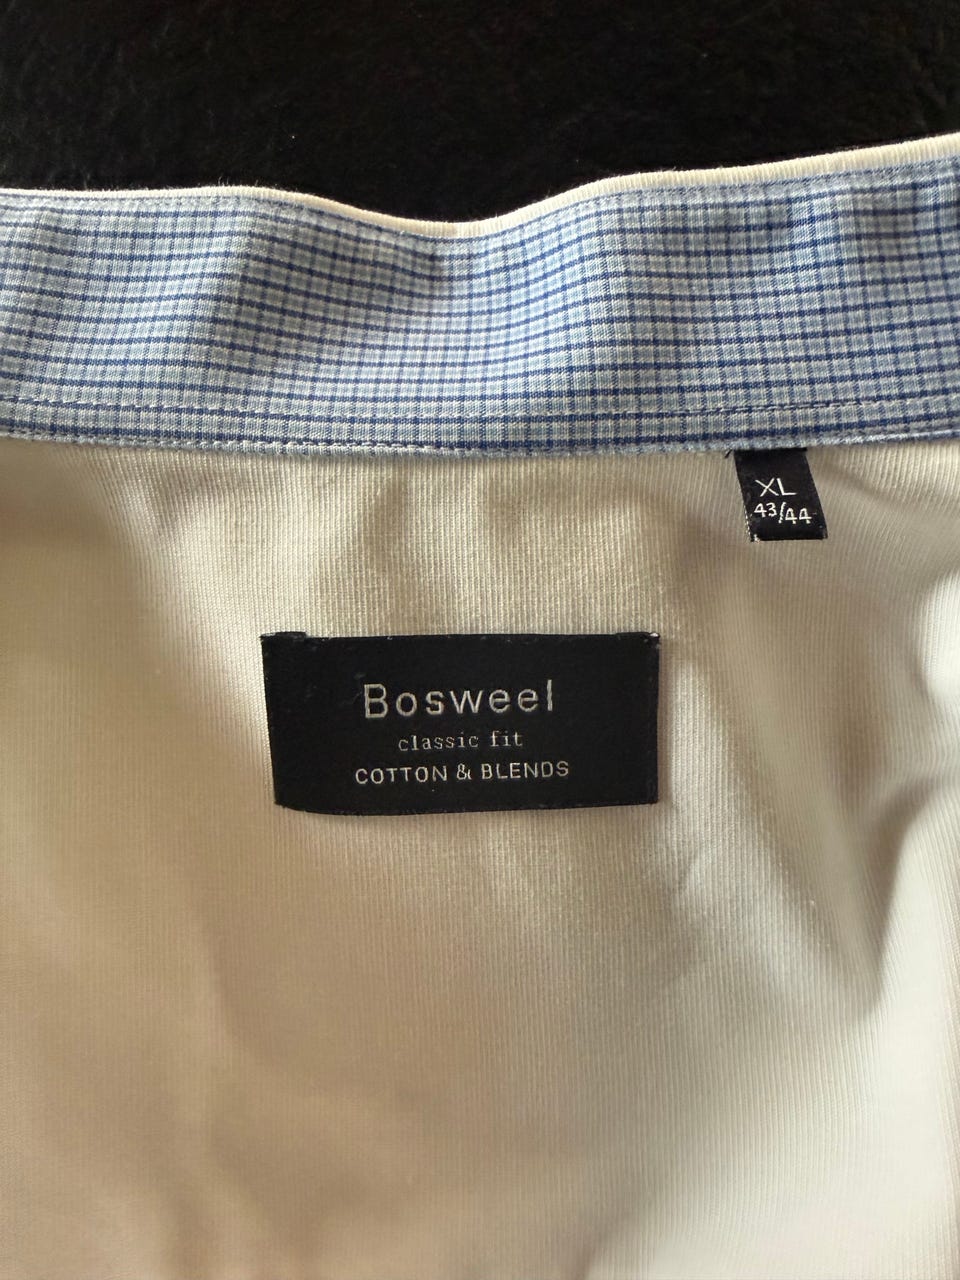 XL
43/44
Bosweel
classic fit
COTTON & BLENDS